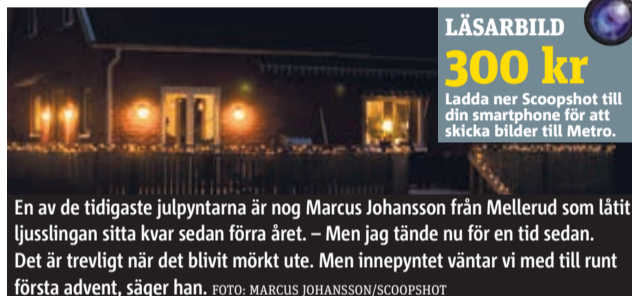 LÄSARBILD
300 kr
Ladda ner Scoopshot till
din smartphone för att
skicka bilder till Metro.
En av de tidigaste julpyntarna är nog Marcus Johansson från Mellerud som låtit
ljusslingan sitta kvar sedan förra året. – Men jag tände nu för en tid sedan.
Det är trevligt när det blivit mörkt ute. Men innepyntet väntar vi med till runt
första advent, säger han. FOTO: MARCUS JOHANSSON/SCOOPSHOT